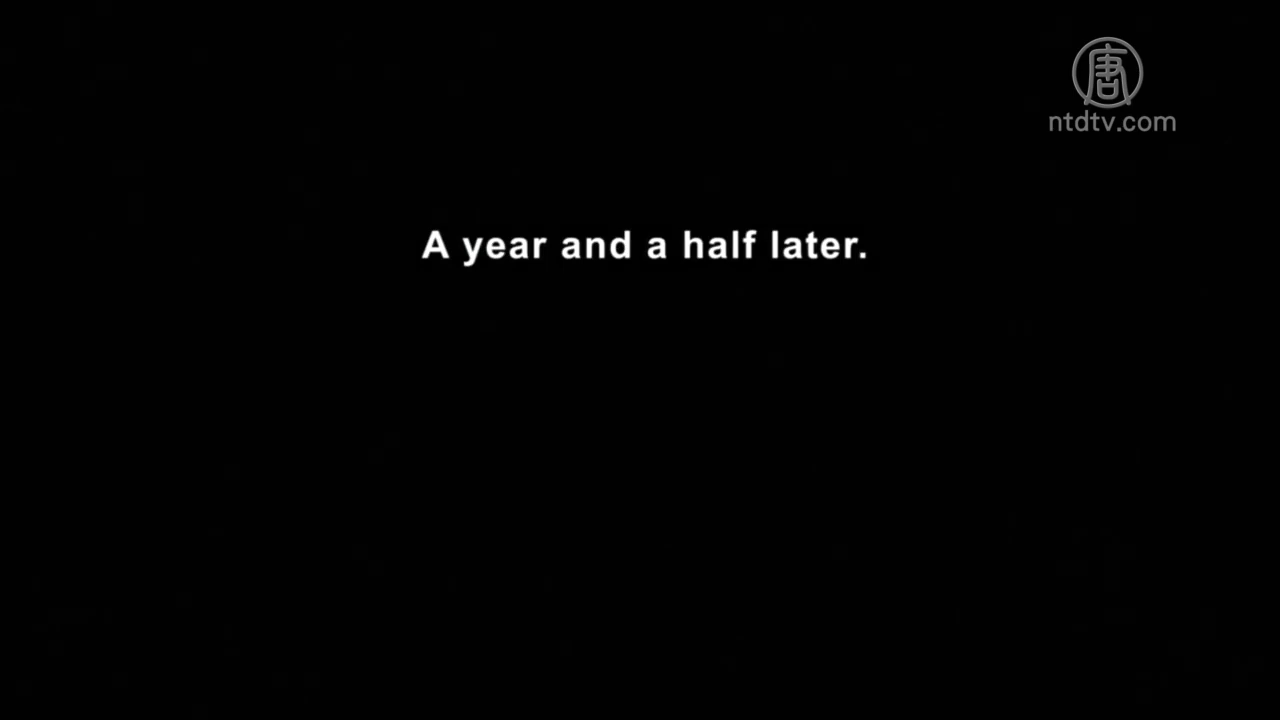 唐
ntdtv.com
A year and a half later.